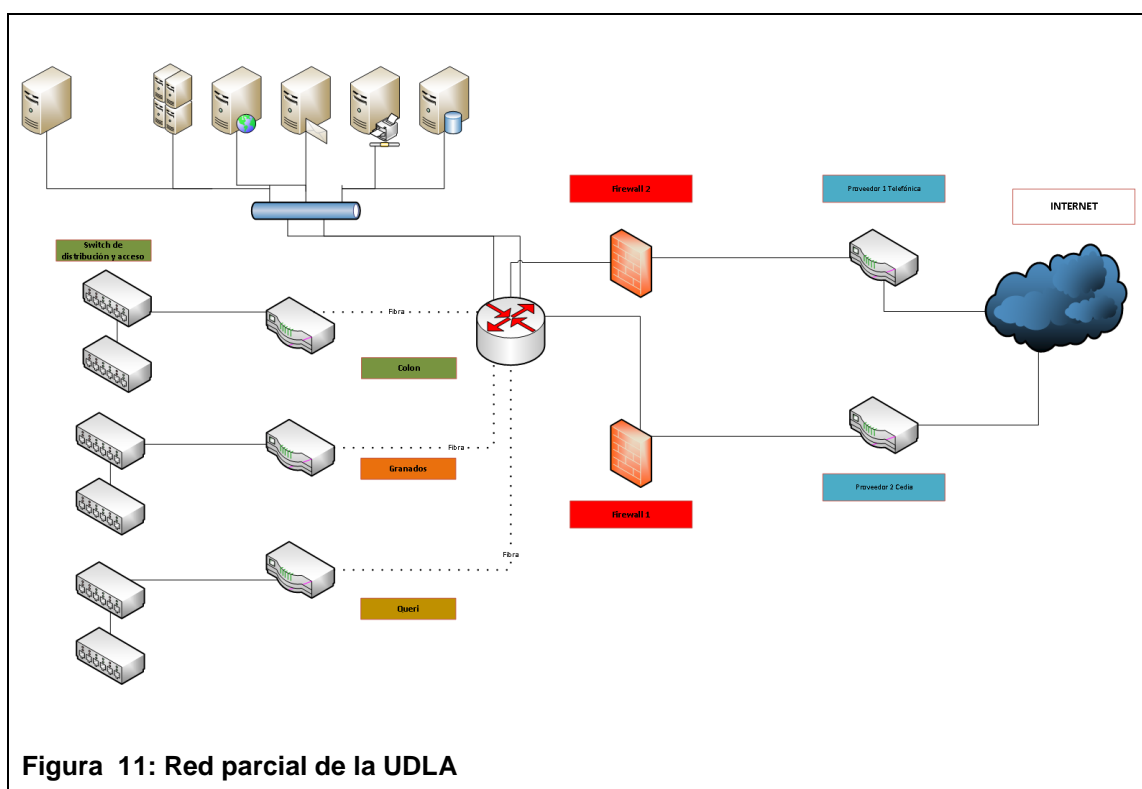 Firewall 2
Proveedor 1 Telefónica
INTERNET
Switch de
distribución y acceso
Fibra
Colon
Fibra
Granados
Firewall 1
Proveedor 2 Cedia
Fibra
Queri
Figura 11: Red parcial de la UDLA